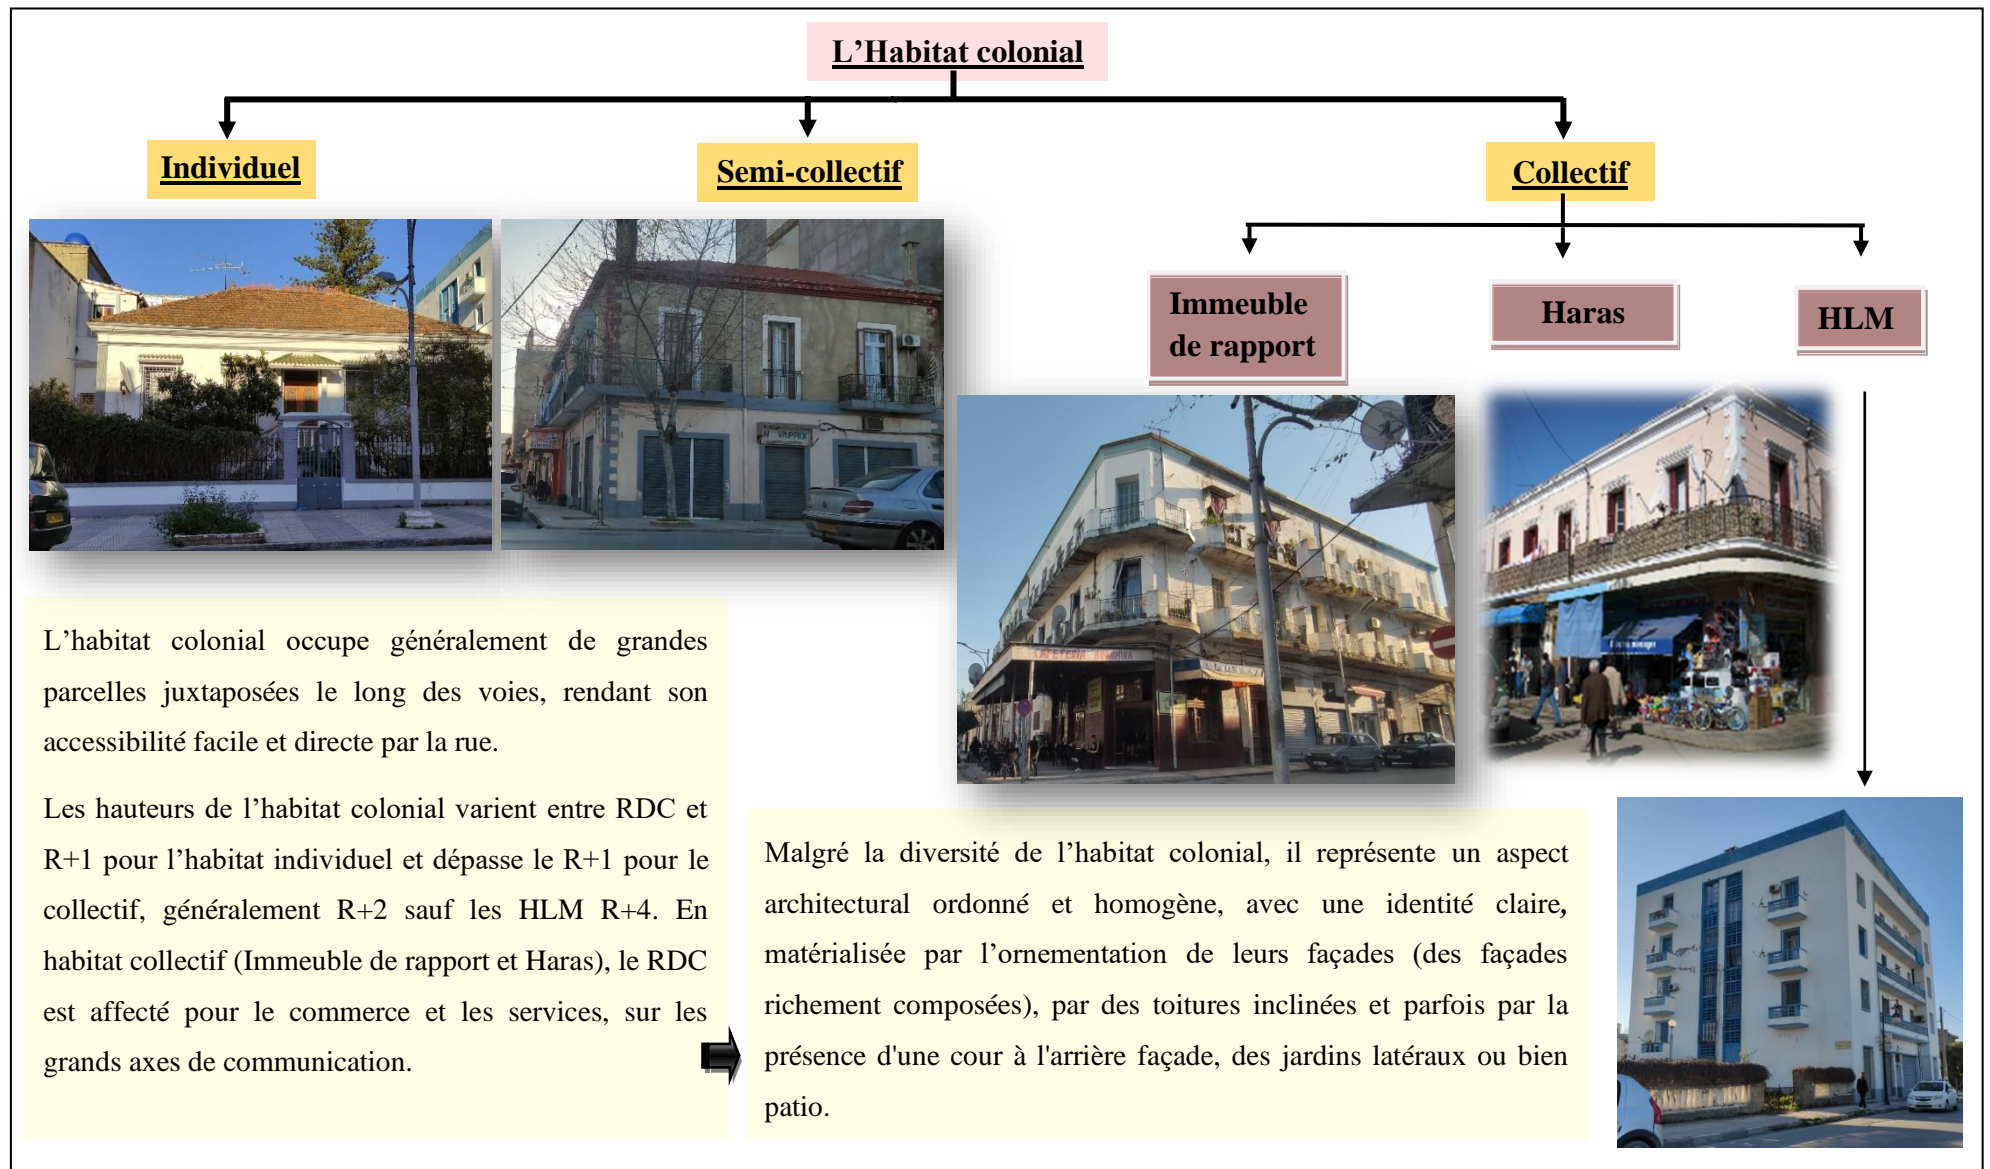 L’Habitat colonial
Individuel
Semi-collectif
Collectif
Immeuble
de rapport
Haras
HLM
CAFETERIA
L’habitat colonial occupe généralement de grandes
parcelles juxtaposées le long des voies, rendant son
accessibilité facile et directe par la rue.
Les hauteurs de l’habitat colonial varient entre RDC et
R+1 pour l’habitat individuel et dépasse le R+1 pour le
collectif, généralement R+2 sauf les HLM R+4. En
habitat collectif (Immeuble de rapport et Haras), le RDC
est affecté pour le commerce et les services, sur les
grands axes de communication.
Malgré la diversité de l’habitat colonial, il représente un aspect
architectural ordonné et homogène, avec une identité claire,
matérialisée par l’ornementation de leurs façades (des façades
richement composées), par des toitures inclinées et parfois par la
présence d'une cour à l'arrière façade, des jardins latéraux ou bien
patio.